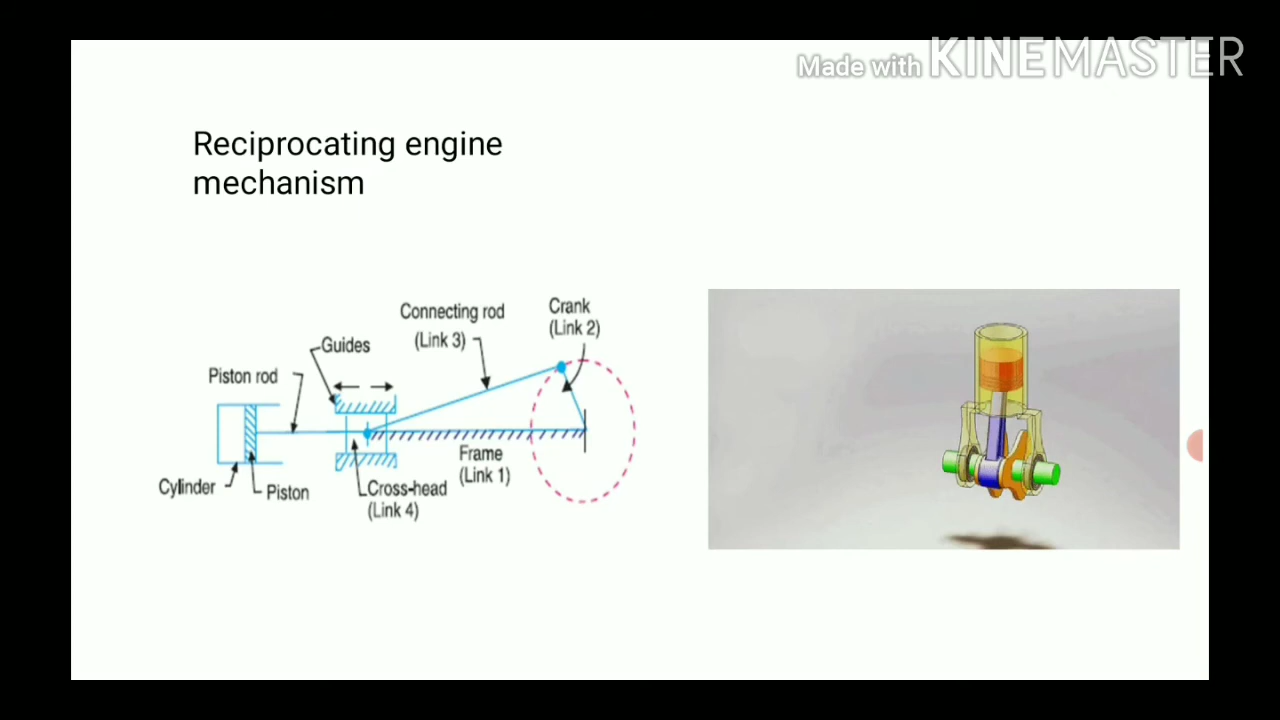 Made with KINEMASTER
Reciprocating engine
mechanism
Connecting rod
(Link 3)
Crank
(Link 2)
Guides
Piston rod
Frame
(Link 1)
Cylinder
Piston
Cross-head
(Link 4)